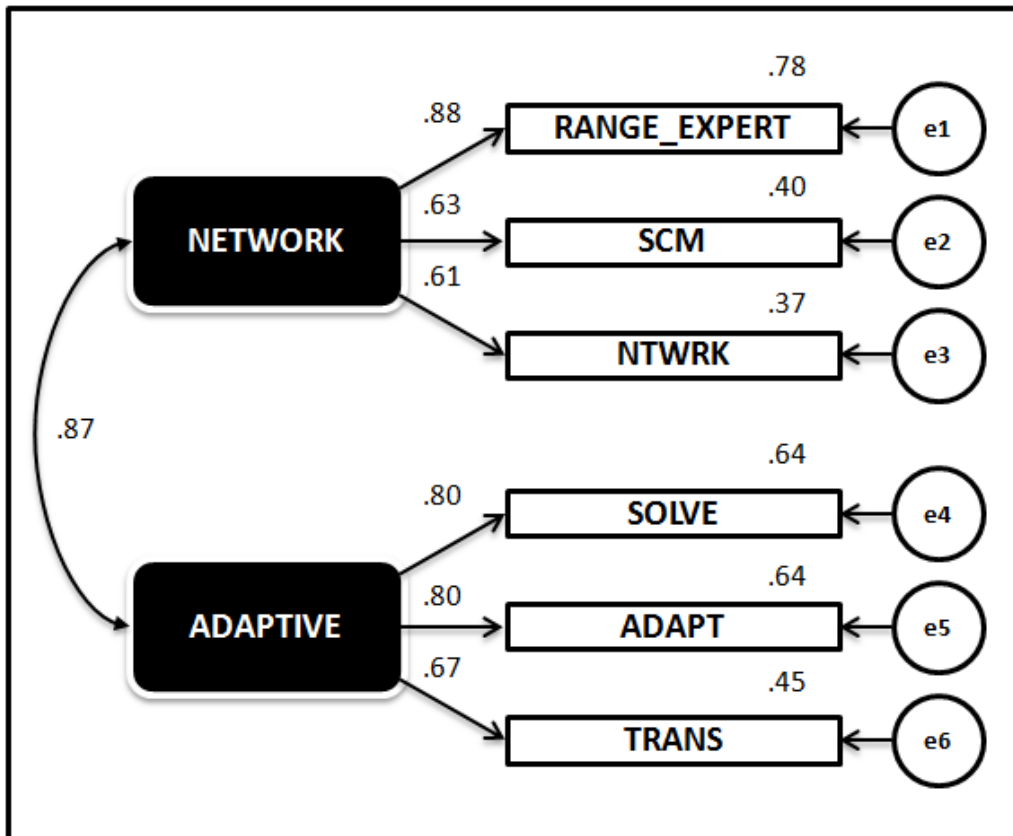 .78
.88
RANGE_EXPERT
e1
.40
.63
NETWORK
SCM
e2
.61
.37
NTWRK
e3
.87
.64
.80
SOLVE
e4
.64
.80
ADAPTIVE
ADAPT
e5
.67
.45
TRANS
e6